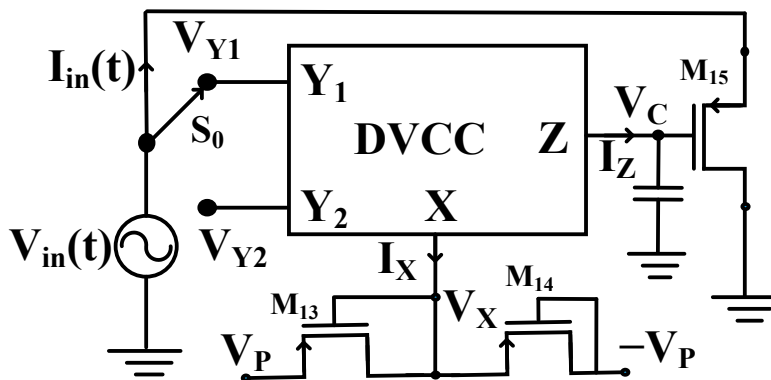 V_Y1
I_in(t)
S_0
Y_1
DVCC
Z
V_C
I_Z
M_15
Y_2
X
V_Y2
V_in(t)
I_X
M_13
V_X
M_14
V_P
−V_P